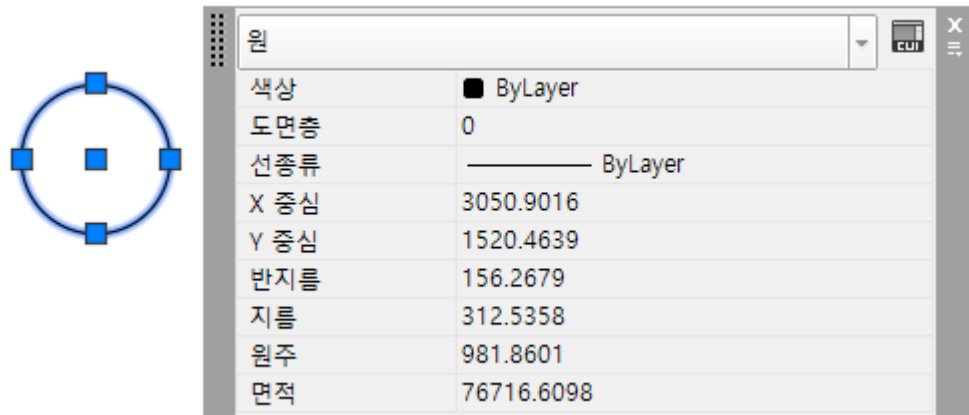 원
CUI
색상 ByLayer
도면층 0
선종류 ByLayer
X 중심 3050.9016
Y 중심 1520.4639
반지름 156.2679
지름 312.5358
원주 981.8601
면적 76716.6098